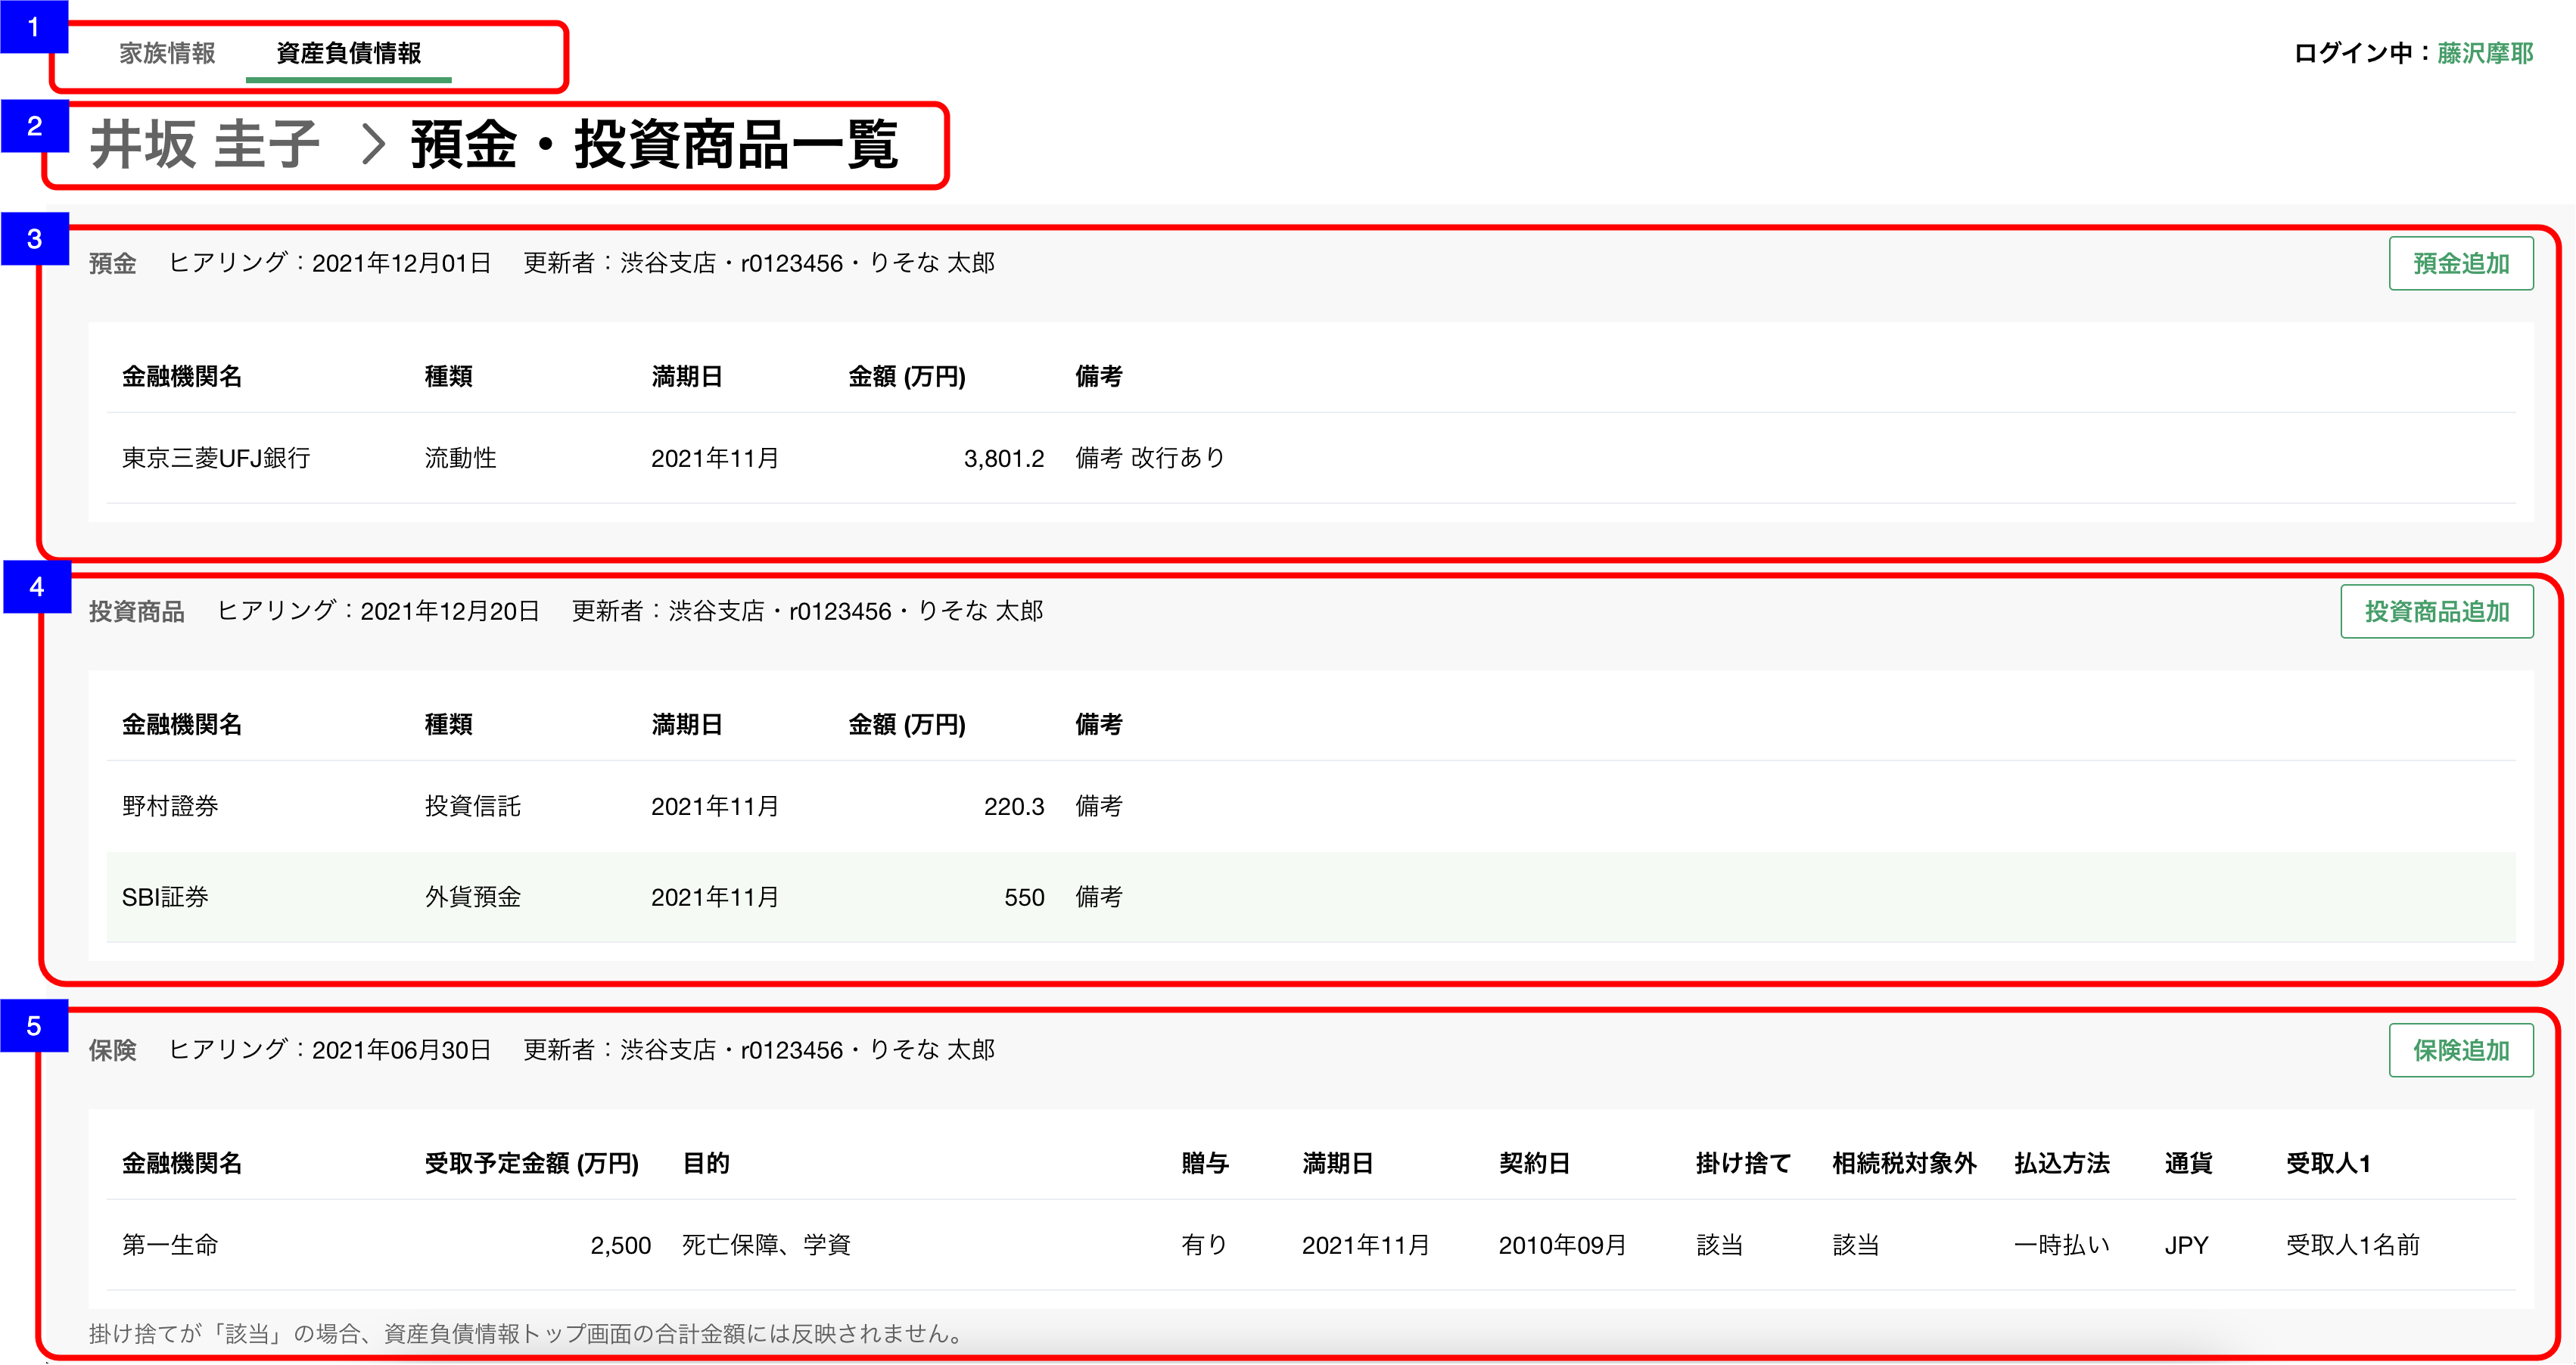 1
家族情報 資産負債情報 ログイン中：藤沢摩耶
2
井坂 圭子 > 預金・投資商品一覧
3
預金 ヒアリング：2021年12月01日 更新者：渋谷支店・r0123456・りそな 太郎 預金追加
金融機関名 種類 満期日 金額 (万円) 備考
東京三菱UFJ銀行 流動性 2021年11月 3,801.2 備考 改行あり
4
投資商品 ヒアリング：2021年12月20日 更新者：渋谷支店・r0123456・りそな 太郎 投資商品追加
金融機関名 種類 満期日 金額 (万円) 備考
野村證券 投資信託 2021年11月 220.3 備考
SBI証券 外貨預金 2021年11月 550 備考
5
保険 ヒアリング：2021年06月30日 更新者：渋谷支店・r0123456・りそな 太郎 保険追加
金融機関名 受取予定金額 (万円) 目的 贈与 満期日 契約日 掛け捨て 相続税対象外 払込方法 通貨 受取人1
第一生命 2,500 死亡保障、学資 有り 2021年11月 2010年09月 該当 該当 一時払い JPY 受取人1名前
掛け捨てが「該当」の場合、資産負債情報トップ画面の合計金額には反映されません。